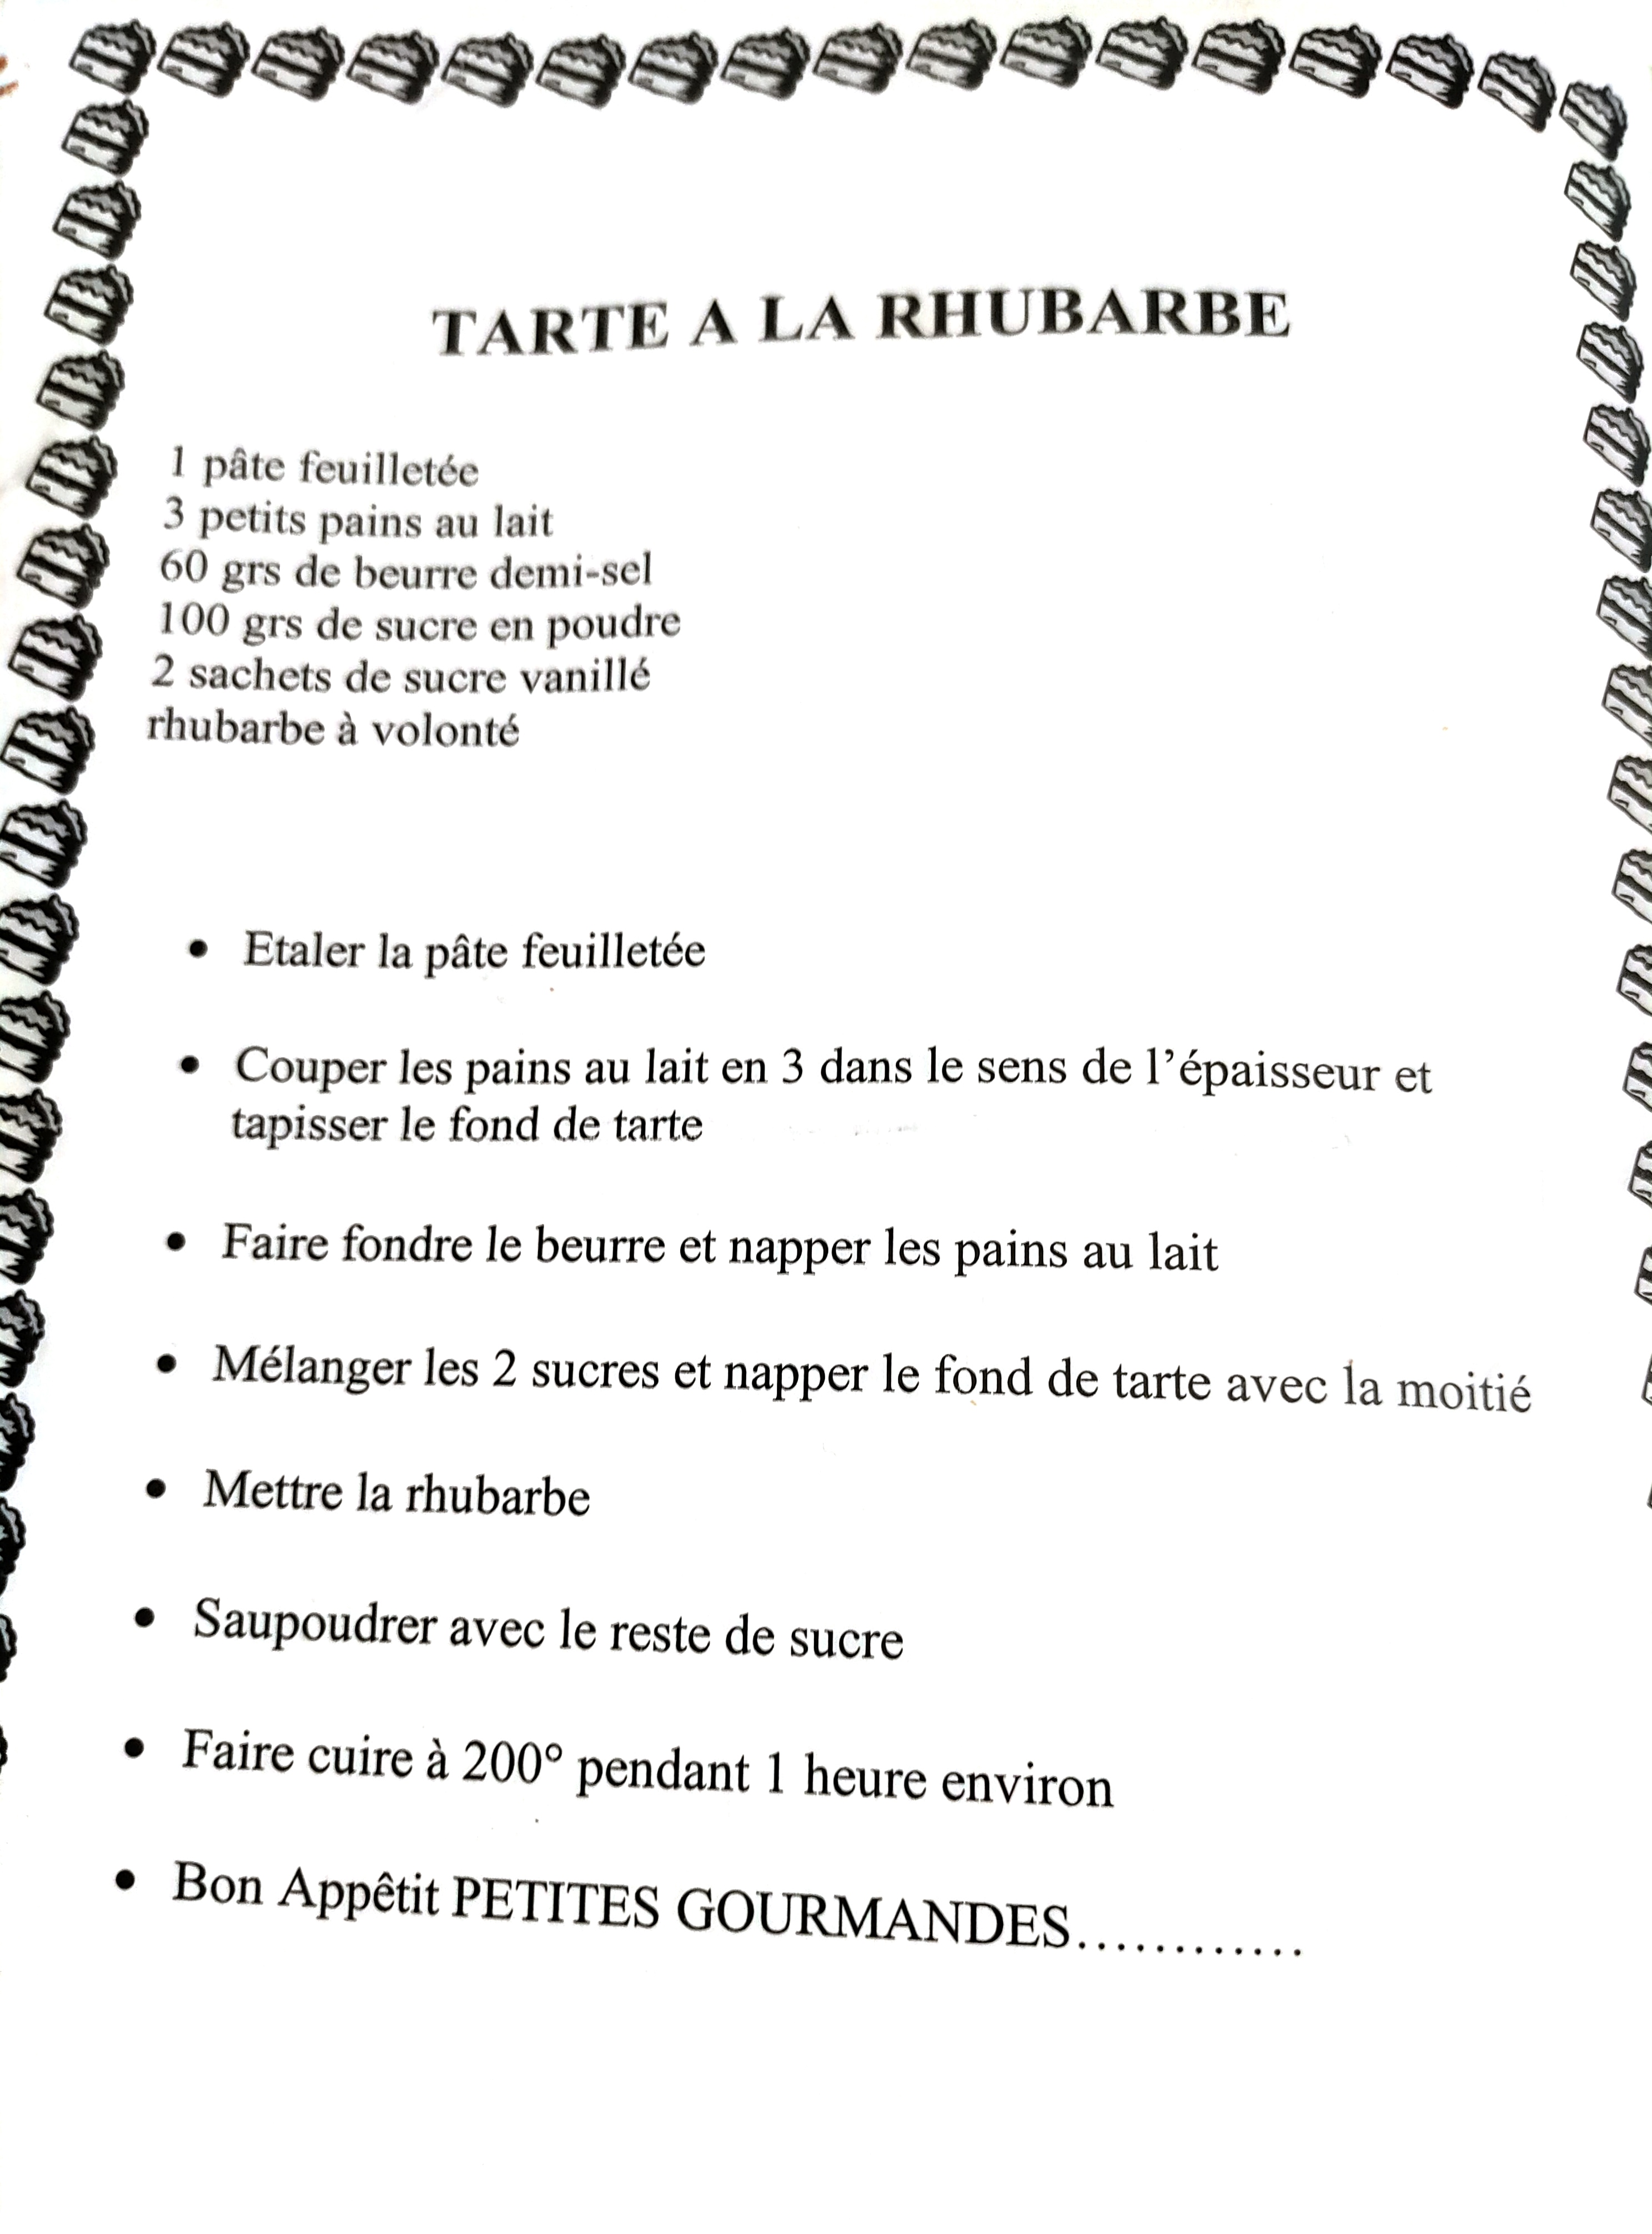 TARTE A LA RHUBARBE
1 pâte feuilletée
3 petits pains au lait
60 grs de beurre demi-sel
100 grs de sucre en poudre
2 sachets de sucre vanillé
rhubarbe à volonté
• Etaler la pâte feuilletée
• Couper les pains au lait en 3 dans le sens de l’épaisseur et
tapisser le fond de tarte
• Faire fondre le beurre et napper les pains au lait
• Mélanger les 2 sucres et napper le fond de tarte avec la moitié
• Mettre la rhubarbe
• Saupoudrer avec le reste de sucre
• Faire cuire à 200° pendant 1 heure environ
• Bon Appêtit PETITES GOURMANDES…………